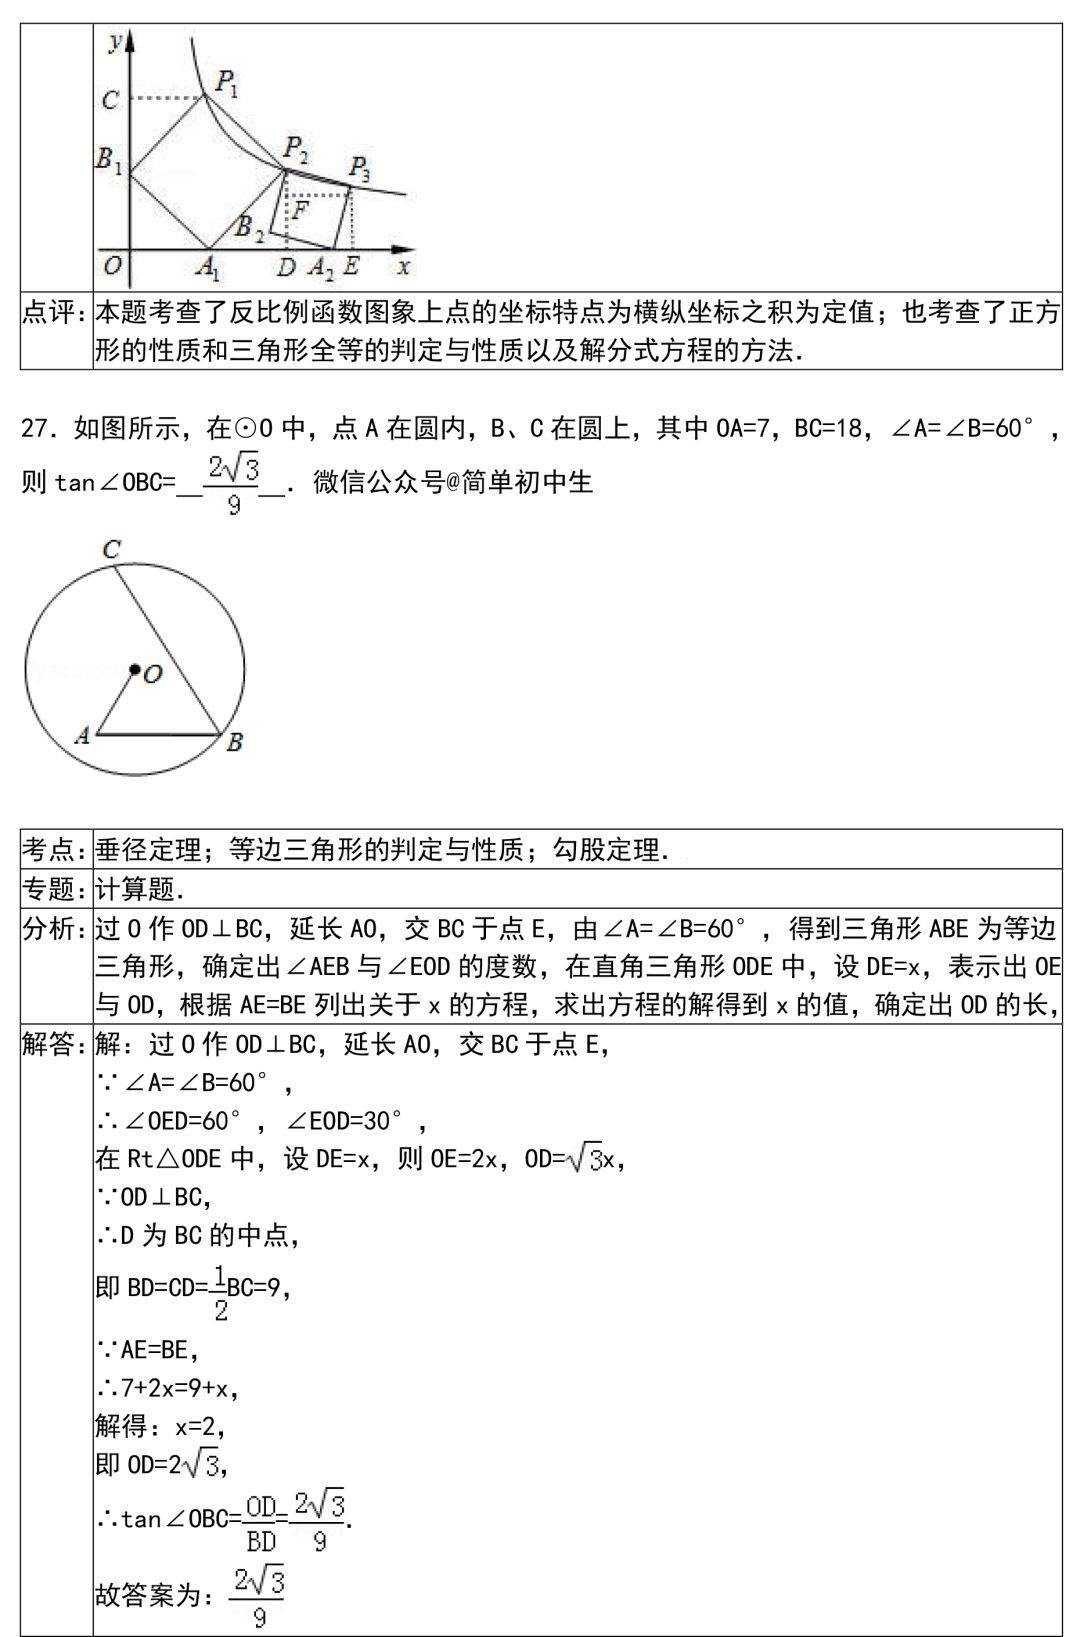 y
C
P₁
B₁
P₂
P₃
F
B₂
O
A₁
D
A₂
E
x
点评：本题考查了反比例函数图象上点的坐标特点为横纵坐标之积为定值；也考查了正方
形的性质和三角形全等的判定与性质以及解分式方程的方法．
27．如图所示，在⊙O 中，点 A 在圆内，B、C 在圆上，其中 OA=7，BC=18，∠A=∠B=60°，
则 tan∠OBC= 2√3/9 ．微信公众号@简单初中生
C
O
A
B
考点：垂径定理；等边三角形的判定与性质；勾股定理．
专题：计算题．
分析：过 O 作 OD⊥BC，延长 AO，交 BC 于点 E，由∠A=∠B=60°，得到三角形 ABE 为等边
三角形，确定出∠AEB 与∠EOD 的度数，在直角三角形 ODE 中，设 DE=x，表示出 OE
与 OD，根据 AE=BE 列出关于 x 的方程，求出方程的解得到 x 的值，确定出 OD 的长，
解答：解：过 O 作 OD⊥BC，延长 AO，交 BC 于点 E，
∵∠A=∠B=60°，
∴∠OED=60°，∠EOD=30°，
在 Rt△ODE 中，设 DE=x，则 OE=2x，OD=√3x，
∵OD⊥BC，
∴D 为 BC 的中点，
即 BD=CD=1/2BC=9，
∵AE=BE，
∴7+2x=9+x，
解得：x=2，
即 OD=2√3，
∴tan∠OBC=OD/BD=2√3/9．
故答案为：2√3/9